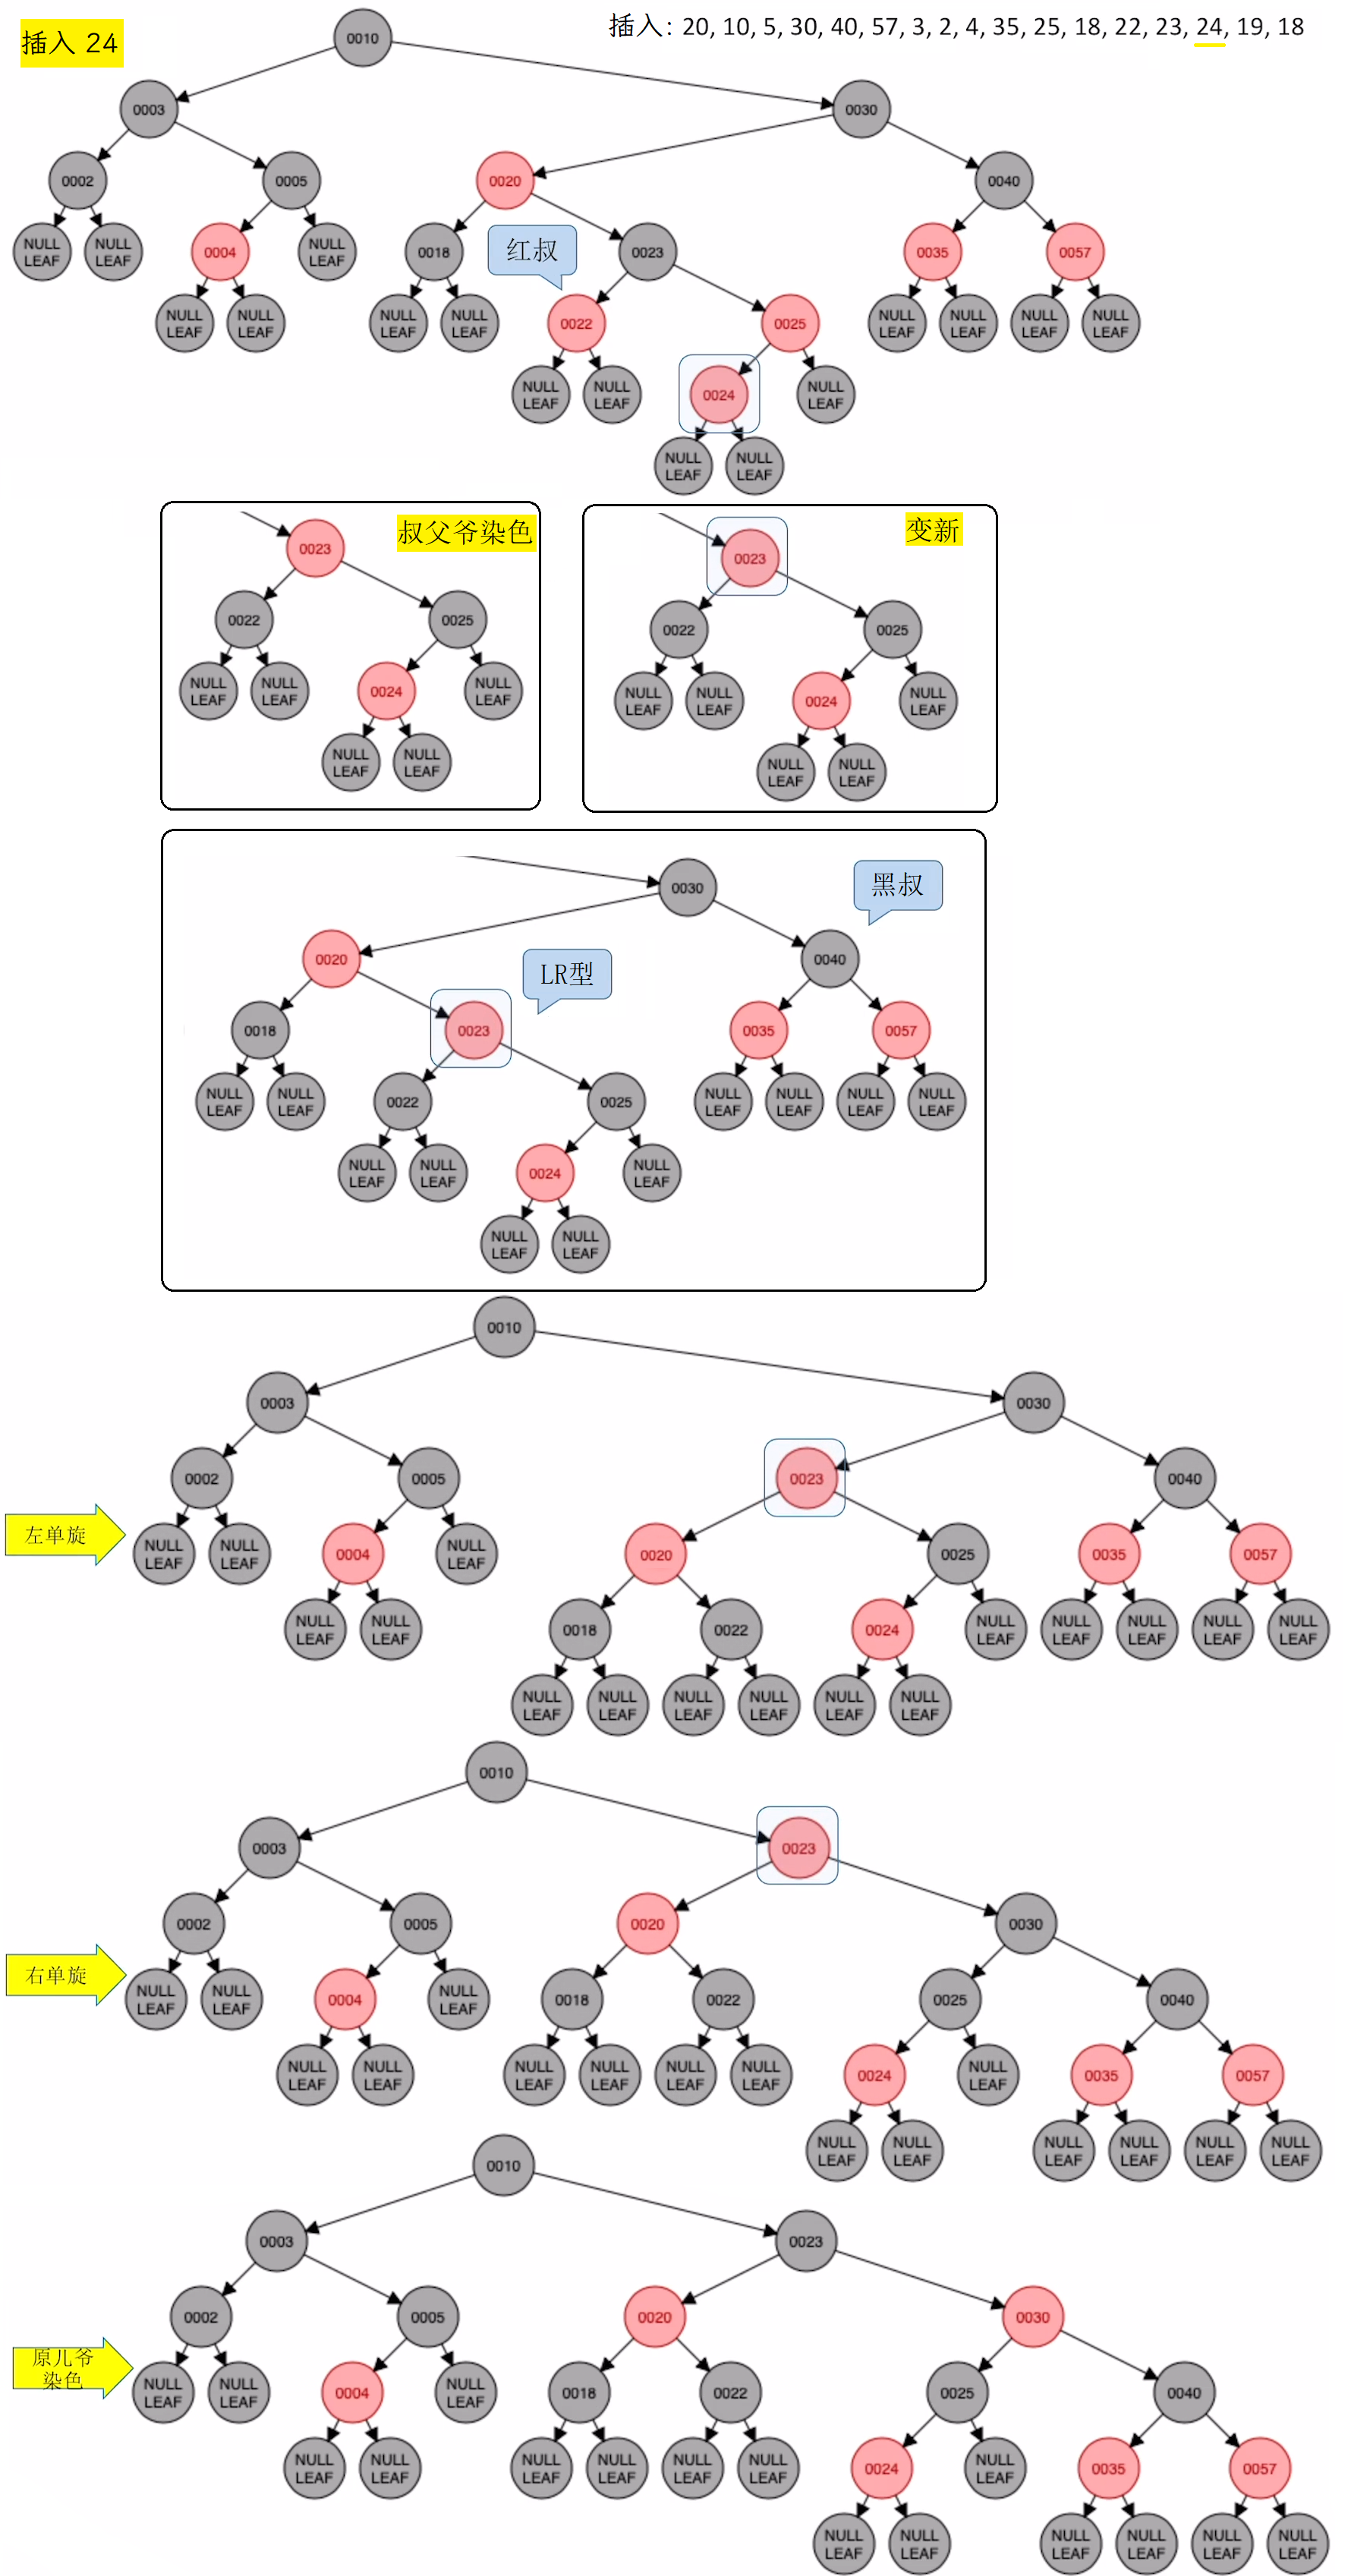 插入 24
插入: 20, 10, 5, 30, 40, 57, 3, 2, 4, 35, 25, 18, 22, 23, 24, 19, 18
0010
0003
0030
0002
0005
0020
0040
NULL LEAF
NULL LEAF
0004
NULL LEAF
0018
红叔
0023
0035
0057
NULL LEAF
NULL LEAF
NULL LEAF
NULL LEAF
0022
0025
NULL LEAF
NULL LEAF
NULL LEAF
NULL LEAF
NULL LEAF
NULL LEAF
0024
NULL LEAF
NULL LEAF
NULL LEAF
叔父爷染色
0023
0022
0025
NULL LEAF
NULL LEAF
0024
NULL LEAF
NULL LEAF
NULL LEAF
变新
0023
0022
0025
NULL LEAF
NULL LEAF
0024
NULL LEAF
NULL LEAF
NULL LEAF
0030
黑叔
0020
LR型
0040
0018
0023
0035
0057
NULL LEAF
NULL LEAF
0022
0025
NULL LEAF
NULL LEAF
NULL LEAF
NULL LEAF
NULL LEAF
NULL LEAF
0024
NULL LEAF
NULL LEAF
NULL LEAF
0010
0003
0030
0002
0005
0023
0040
左单旋
NULL LEAF
NULL LEAF
0004
NULL LEAF
0020
0025
0035
0057
NULL LEAF
NULL LEAF
0018
0022
0024
NULL LEAF
NULL LEAF
NULL LEAF
NULL LEAF
NULL LEAF
NULL LEAF
NULL LEAF
NULL LEAF
NULL LEAF
NULL LEAF
NULL LEAF
0010
0003
0023
0002
0005
0020
0030
右单旋
NULL LEAF
NULL LEAF
0004
NULL LEAF
0018
0022
0025
0040
NULL LEAF
NULL LEAF
NULL LEAF
NULL LEAF
NULL LEAF
NULL LEAF
0024
NULL LEAF
0035
0057
NULL LEAF
NULL LEAF
NULL LEAF
NULL LEAF
NULL LEAF
NULL LEAF
0010
0003
0023
0002
0005
0020
0030
原儿爷
染色
NULL LEAF
NULL LEAF
0004
NULL LEAF
0018
0022
0025
0040
NULL LEAF
NULL LEAF
NULL LEAF
NULL LEAF
NULL LEAF
NULL LEAF
0024
NULL LEAF
0035
0057
NULL LEAF
NULL LEAF
NULL LEAF
NULL LEAF
NULL LEAF
NULL LEAF